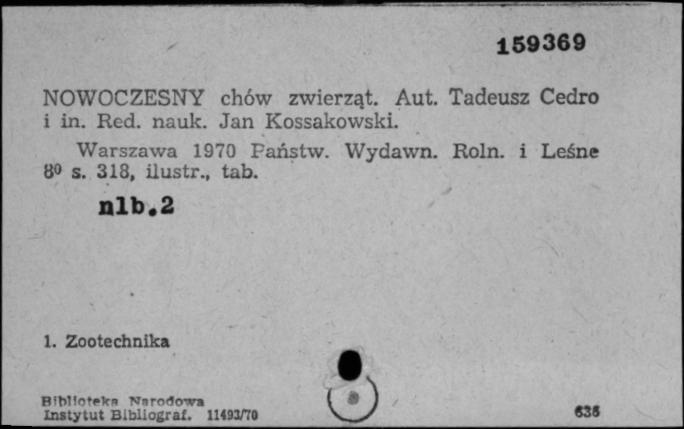 159369
NOWOCZESNY chów zwierząt. Aut. Tadeusz Cedro
i in. Red. nauk. Jan Kossakowski.
Warszawa 1970 Państw. Wydawn. Roln. i Leśne
8⁰ s. 318, ilustr., tab.
nlb.2
1. Zootechnika
Biblioteka Narodowa
Instytut Bibliograf. 11493/70
636